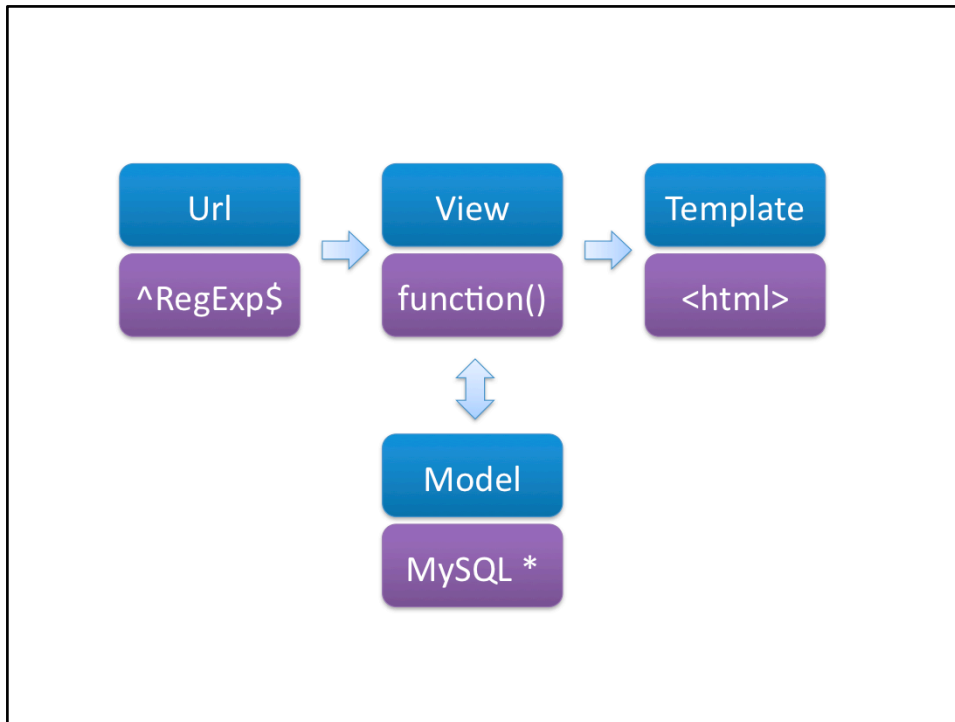 Url
^RegExp$
View
function()
Template
<html>
Model
MySQL *